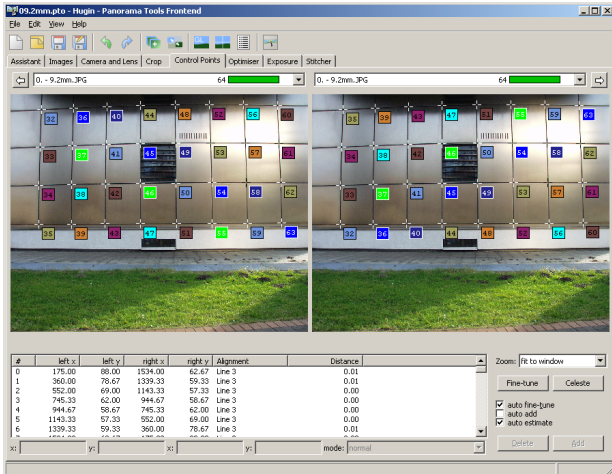 09.2mm.pto - Hugin - Panorama Tools Frontend
File Edit View Help
Assistant Images Camera and Lens Crop Control Points Optimiser Exposure Stitcher
0. - 9.2mm.JPG 64 0. - 9.2mm.JPG 64
32 36 40 44 48 52 56 60 35 39 43 47 51 55 59 63
33 37 41 45 49 53 57 61 34 38 42 46 50 54 58 62
34 38 42 46 50 54 58 62 33 37 41 45 49 53 57 61
35 39 43 47 51 55 59 63 32 36 40 44 48 52 56 60
# left x left y right x right y Alignment Distance
0 175.00 88.00 1534.00 62.67 Line 3 0.01
1 360.00 78.67 1339.33 59.33 Line 3 0.01
2 552.00 69.00 1143.33 57.33 Line 3 0.00
3 745.33 62.00 944.67 58.67 Line 3 0.00
4 944.67 58.67 745.33 62.00 Line 3 0.00
5 1143.33 57.33 552.00 69.00 Line 3 0.00
6 1339.33 59.33 360.00 78.67 Line 3 0.01
Zoom: fit to window
Fine-tune Celeste
auto fine-tune
auto add
auto estimate
x: y: x: y: mode: normal
Delete Add